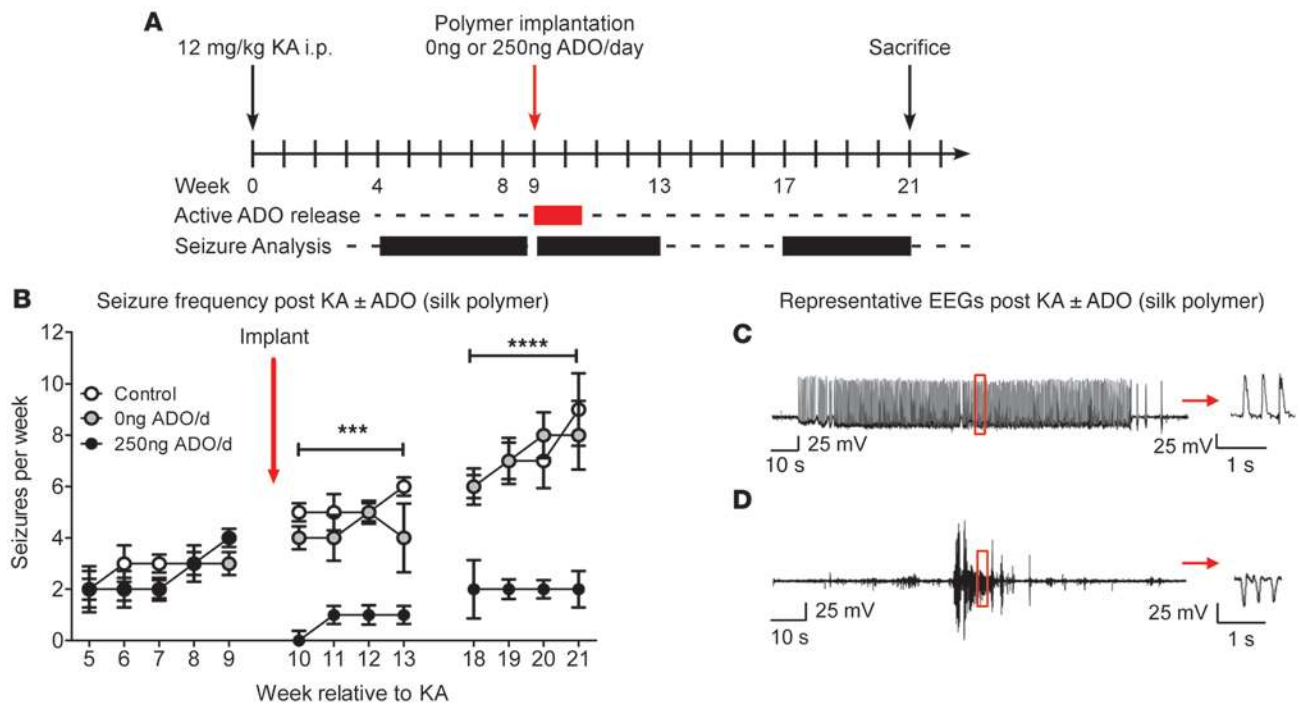 A
12 mg/kg KA i.p.
Polymer implantation
0ng or 250ng ADO/day
Sacrifice
Week 0 4 8 9 13 17 21
Active ADO release
Seizure Analysis
B Seizure frequency post KA ± ADO (silk polymer)
Implant
Control
0ng ADO/d
250ng ADO/d
***
****
Seizures per week
12
10
8
6
4
2
0
5 6 7 8 9 10 11 12 13 18 19 20 21
Week relative to KA
Representative EEGs post KA ± ADO (silk polymer)
C
25 mV
10 s
25 mV
1 s
D
25 mV
10 s
25 mV
1 s